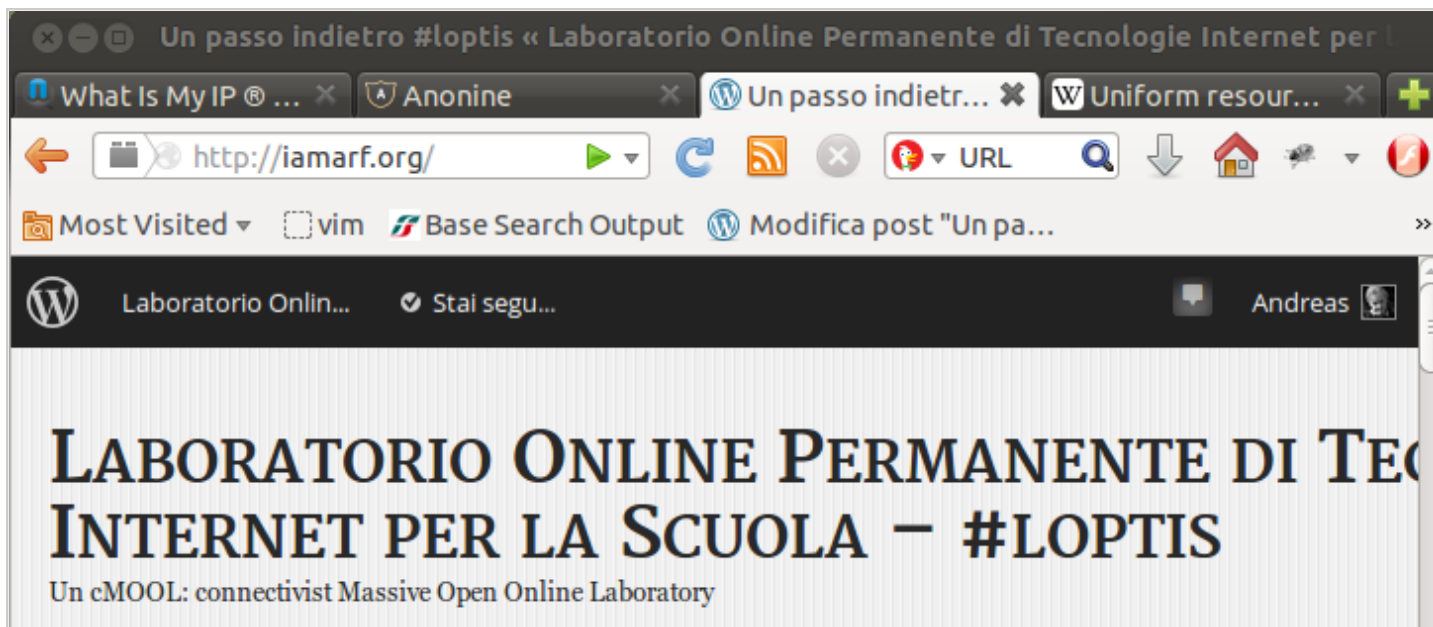 Un passo indietro #loptis « Laboratorio Online Permanente di Tecnologie Internet per l
What Is My IP ® ... Anonine Un passo indietr... W Uniform resour...
http://iamarf.org/ URL
Most Visited vim Base Search Output Modifica post "Un pa... »
Laboratorio Onlin... Stai segu... Andreas
LABORATORIO ONLINE PERMANENTE DI TEC
INTERNET PER LA SCUOLA – #LOPTIS
Un cMOOL: connectivist Massive Open Online Laboratory